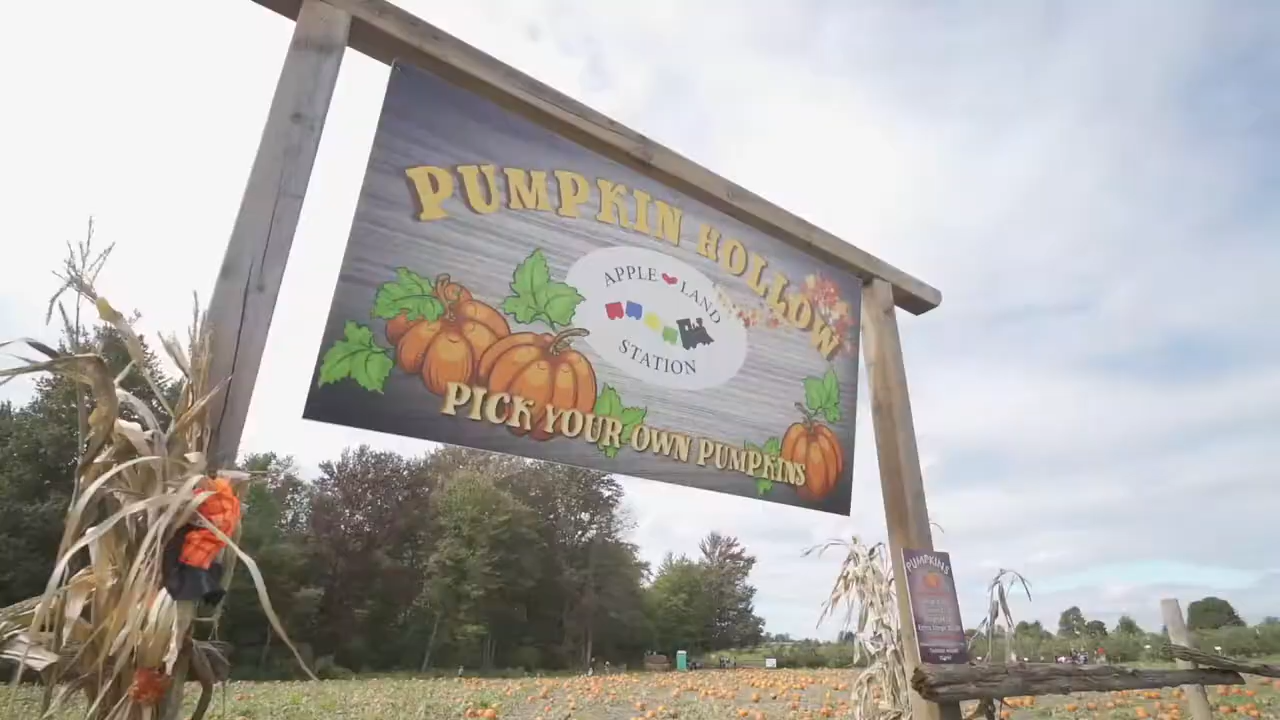 PUMPKIN HOLLOW
APPLE LAND
STATION
PICK YOUR OWN PUMPKINS
PUMPKINS